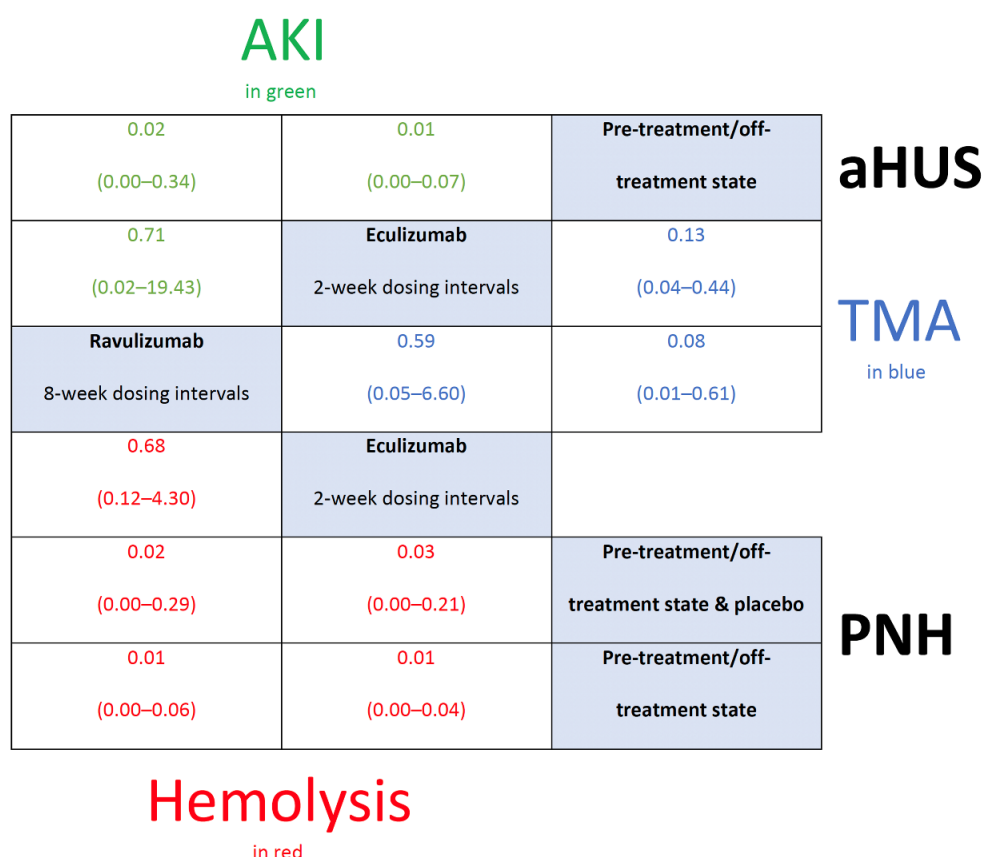 AKI
in green
0.02
(0.00–0.34)
0.01
(0.00–0.07)
Pre-treatment/off-
treatment state
aHUS
0.71
(0.02–19.43)
Eculizumab
2-week dosing intervals
0.13
(0.04–0.44)
TMA
in blue
Ravulizumab
8-week dosing intervals
0.59
(0.05–6.60)
0.08
(0.01–0.61)
0.68
(0.12–4.30)
Eculizumab
2-week dosing intervals
0.02
(0.00–0.29)
0.03
(0.00–0.21)
Pre-treatment/off-
treatment state & placebo
PNH
0.01
(0.00–0.06)
0.01
(0.00–0.04)
Pre-treatment/off-
treatment state
Hemolysis
in red